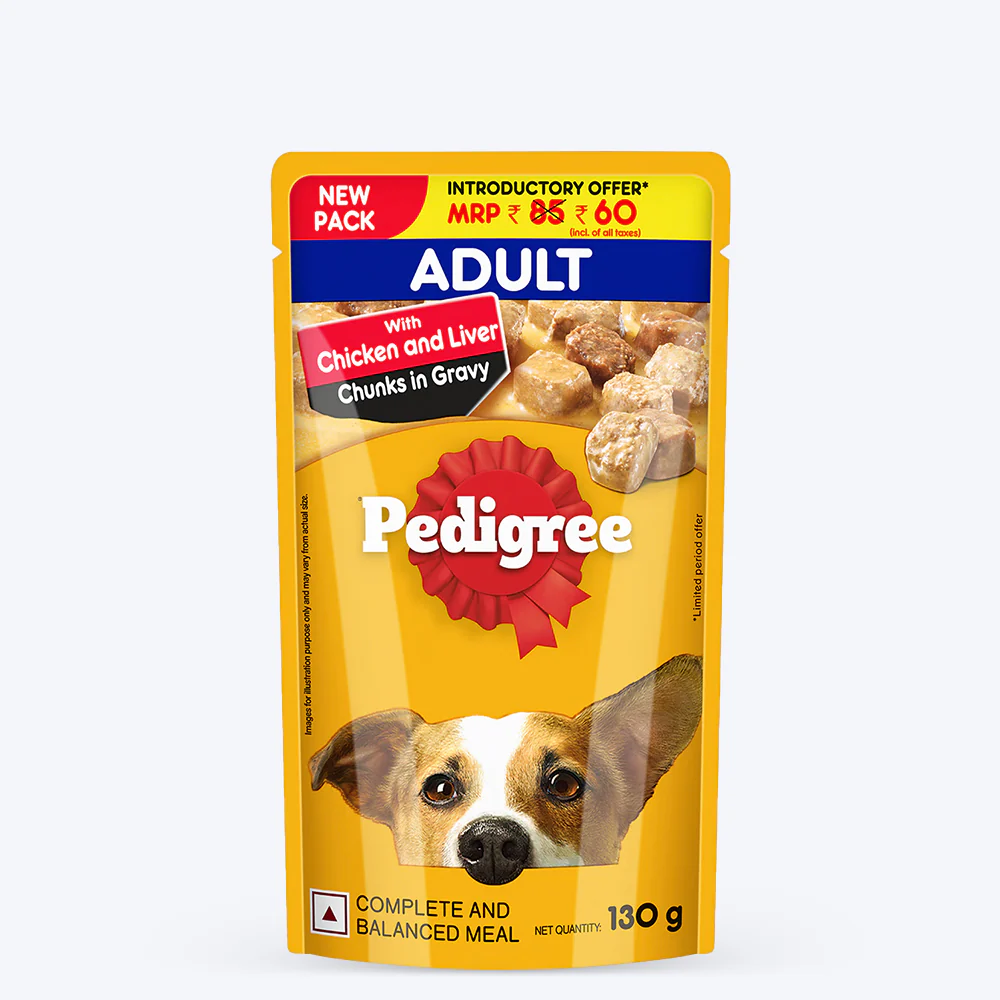 NEW
PACK
INTRODUCTORY OFFER*
MRP ₹ 85 ₹ 60
(incl. of all taxes)
ADULT
With
Chicken and Liver
Chunks in Gravy
Pedigree
Images for illustration purpose only and may vary from actual size.
*Limited period offer
COMPLETE AND
BALANCED MEAL
NET QUANTITY: 130 g